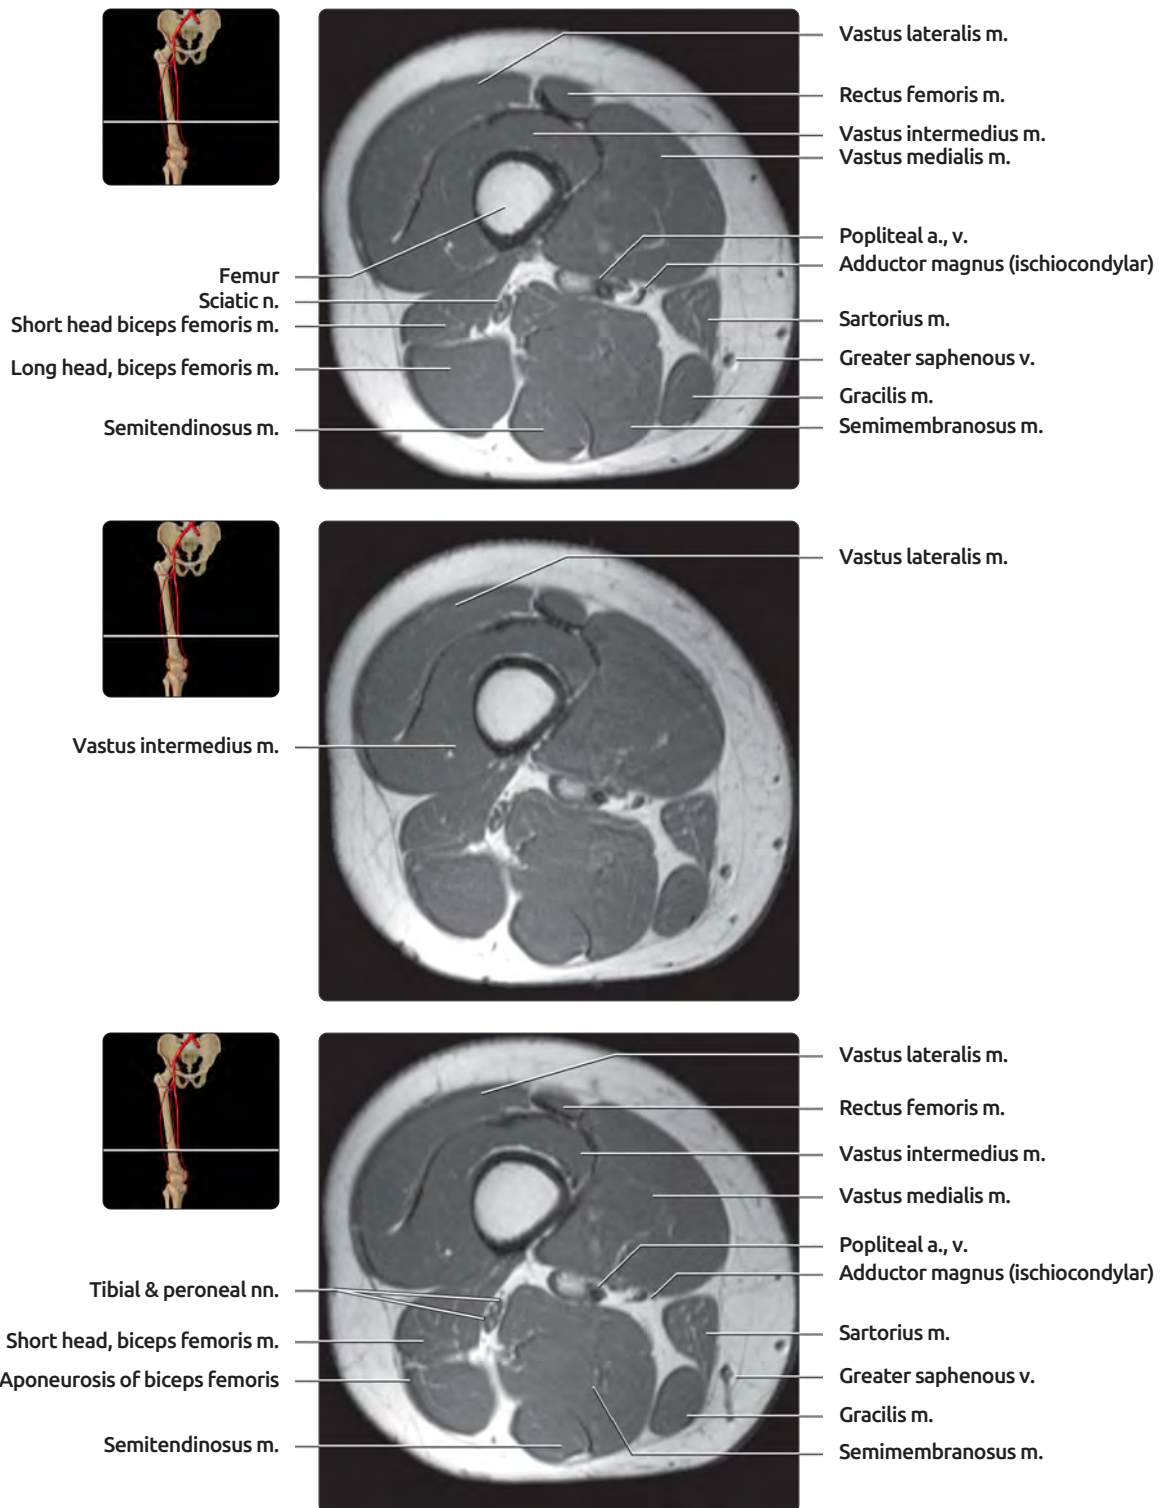 Vastus lateralis m.
Rectus femoris m.
Vastus intermedius m.
Vastus medialis m.
Popliteal a., v.
Adductor magnus (ischiocondylar)
Femur
Sciatic n.
Short head biceps femoris m.
Sartorius m.
Long head, biceps femoris m.
Greater saphenous v.
Gracilis m.
Semitendinosus m.
Semimembranosus m.
Vastus lateralis m.
Vastus intermedius m.
Vastus lateralis m.
Rectus femoris m.
Vastus intermedius m.
Vastus medialis m.
Popliteal a., v.
Adductor magnus (ischiocondylar)
Tibial & peroneal nn.
Sartorius m.
Short head, biceps femoris m.
Greater saphenous v.
Aponeurosis of biceps femoris
Gracilis m.
Semitendinosus m.
Semimembranosus m.